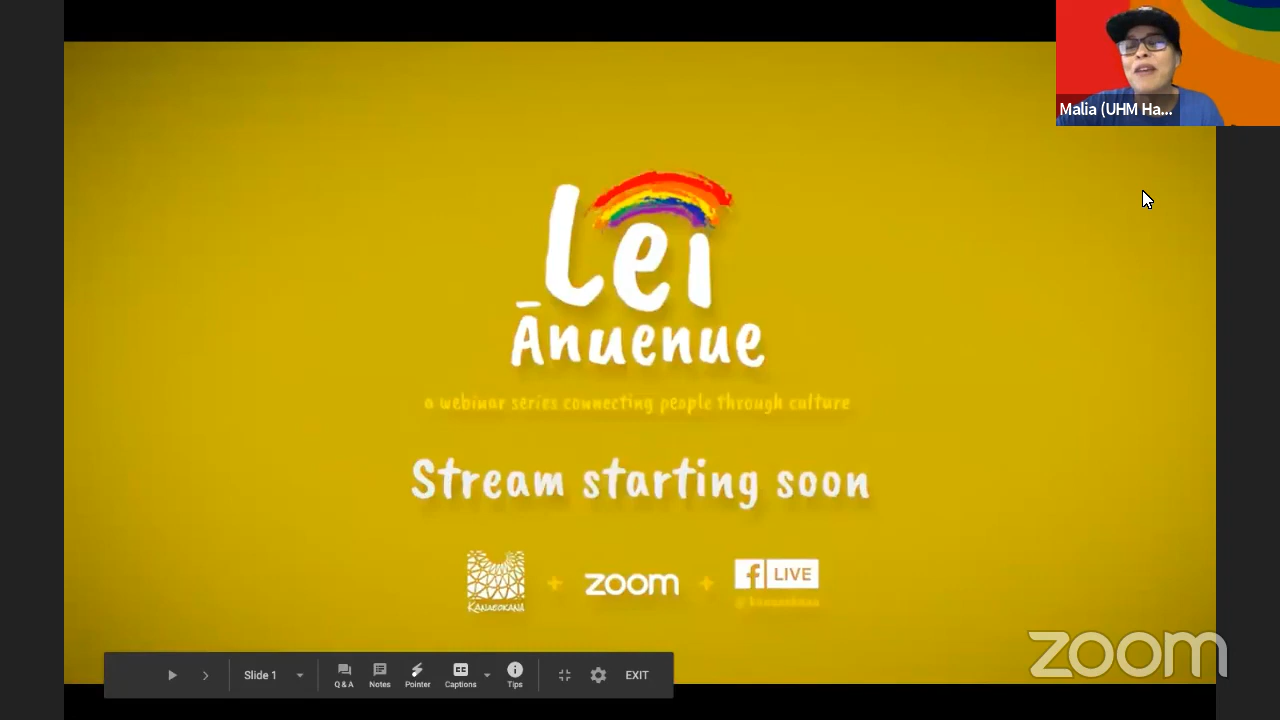 Malia (UHM Ha...
Lei
Ānuenue
a webinar series connecting people through culture
Stream starting soon
KANAEOKANA
+ zoom +
f LIVE
@kanaeokana
Slide 1
Q&A
Notes
Pointer
Captions
Tips
EXIT
zoom